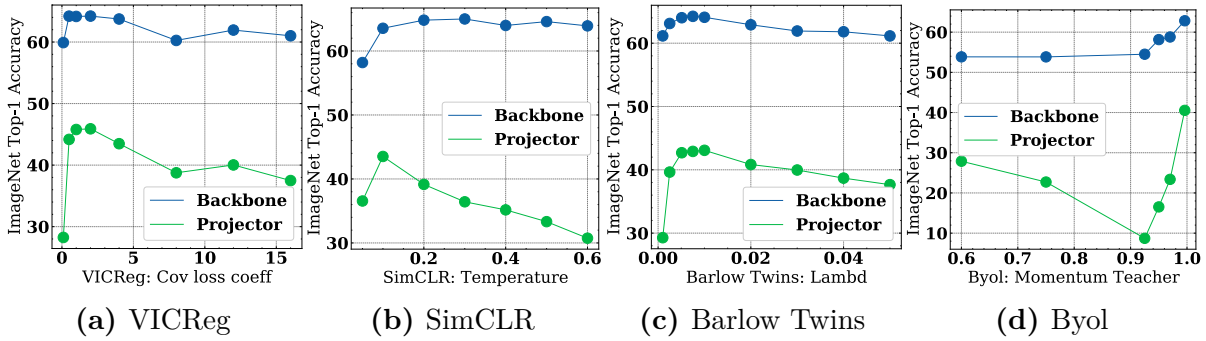 ImageNet Top-1 Accuracy
60
50
40
30
Backbone
Projector
0
5
10
15
VICReg: Cov loss coeff
(a) VICReg
ImageNet Top-1 Accuracy
60
50
40
30
Backbone
Projector
0.2
0.4
0.6
SimCLR: Temperature
(b) SimCLR
ImageNet Top-1 Accuracy
60
50
40
30
Backbone
Projector
0.00
0.02
0.04
Barlow Twins: Lambd
(c) Barlow Twins
ImageNet Top-1 Accuracy
60
50
40
30
20
10
Backbone
Projector
0.6
0.7
0.8
0.9
1.0
Byol: Momentum Teacher
(d) Byol